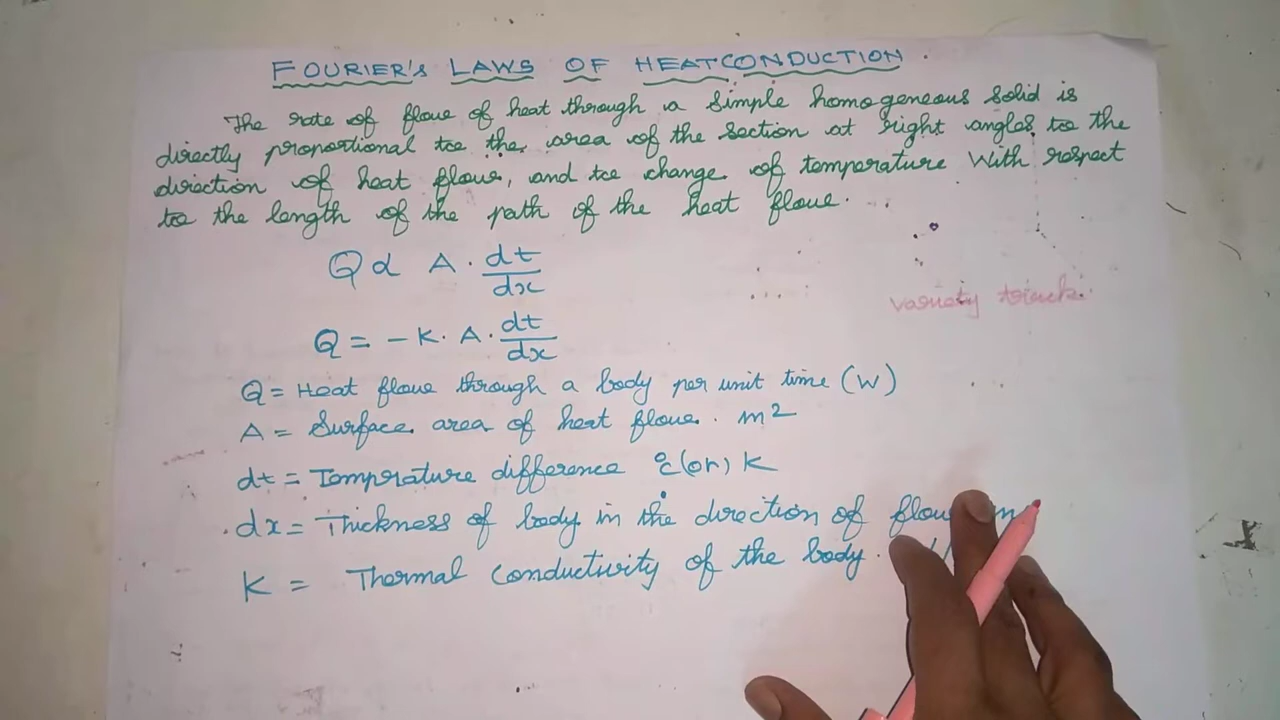 FOURIER'S LAWS OF HEATCONDUCTION .
The rate of flow of heat through a simple homogeneous solid is
directly proportional to the area of the section at right angles to the
direction of heat flow, and to change of temperature With respect
to the length of the path of the heat flow.
Q ∝ A · dt/dx
variety track.
Q = - K · A · dt/dx
Q = Heat flow through a body per unit time (W)
A = Surface area of heat flow. m²
dt = Temprature difference °c (or) K
dx = Thickness of body in the direction of flow m
K = Thermal conductivity of the body.